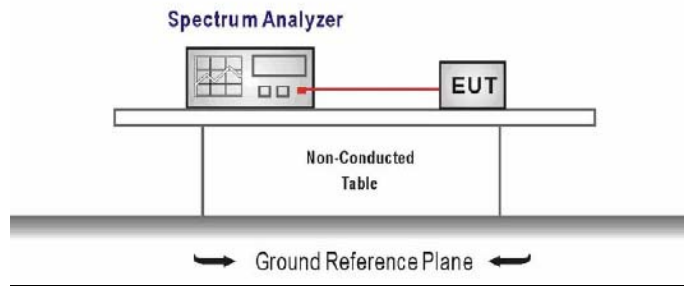 Spectrum Analyzer
EUT
Non-Conducted
Table
Ground Reference Plane